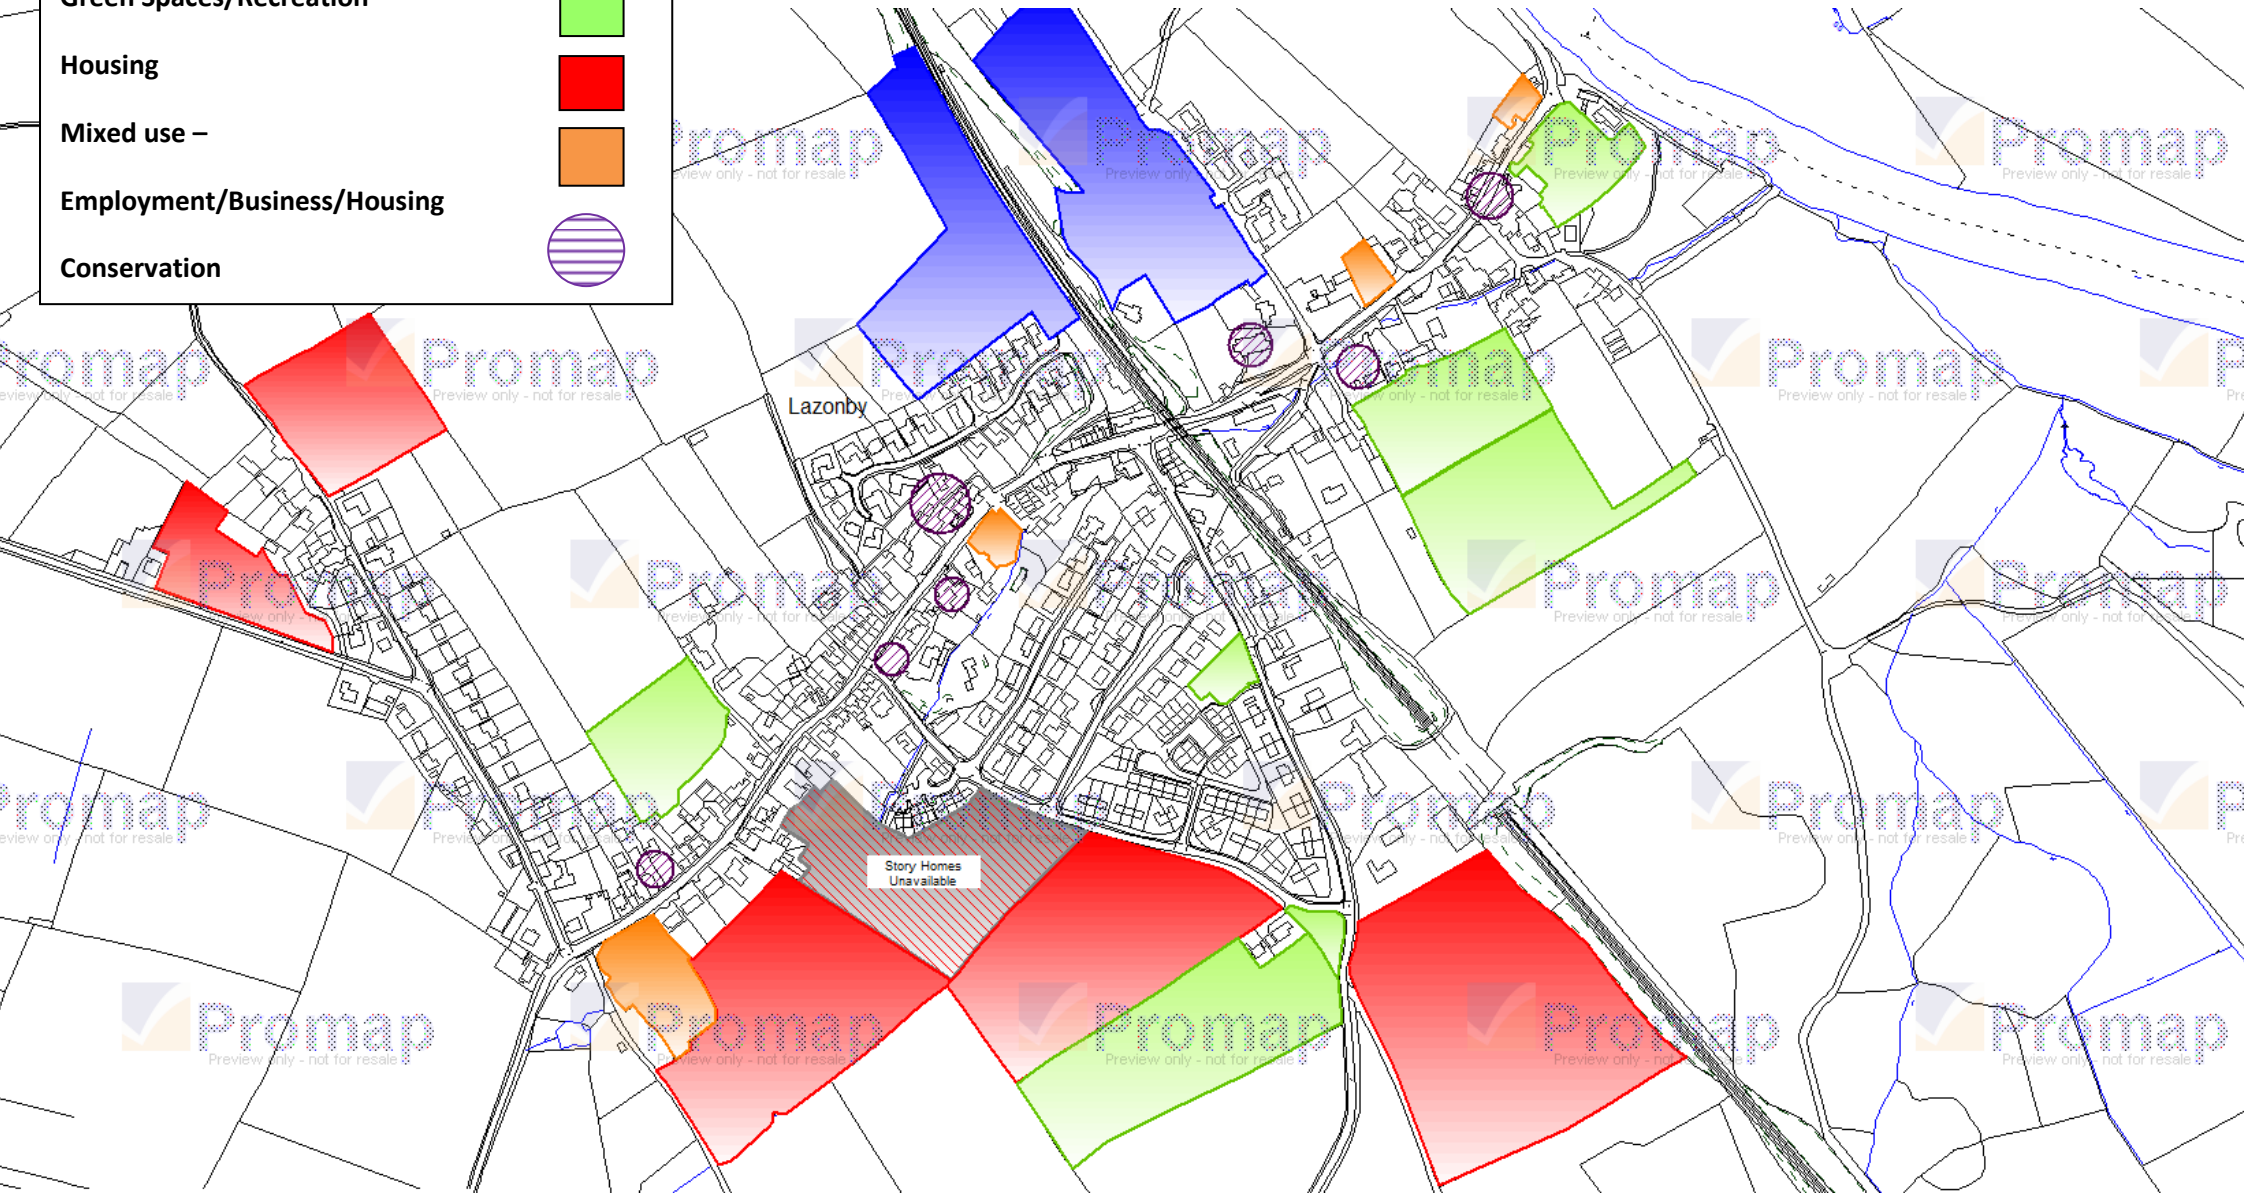 Green Spaces/Recreation
Housing
Mixed use –
Employment/Business/Housing
Conservation
Promap
Preview only - not for resale !
Lazonby
Story Homes
Unavailable